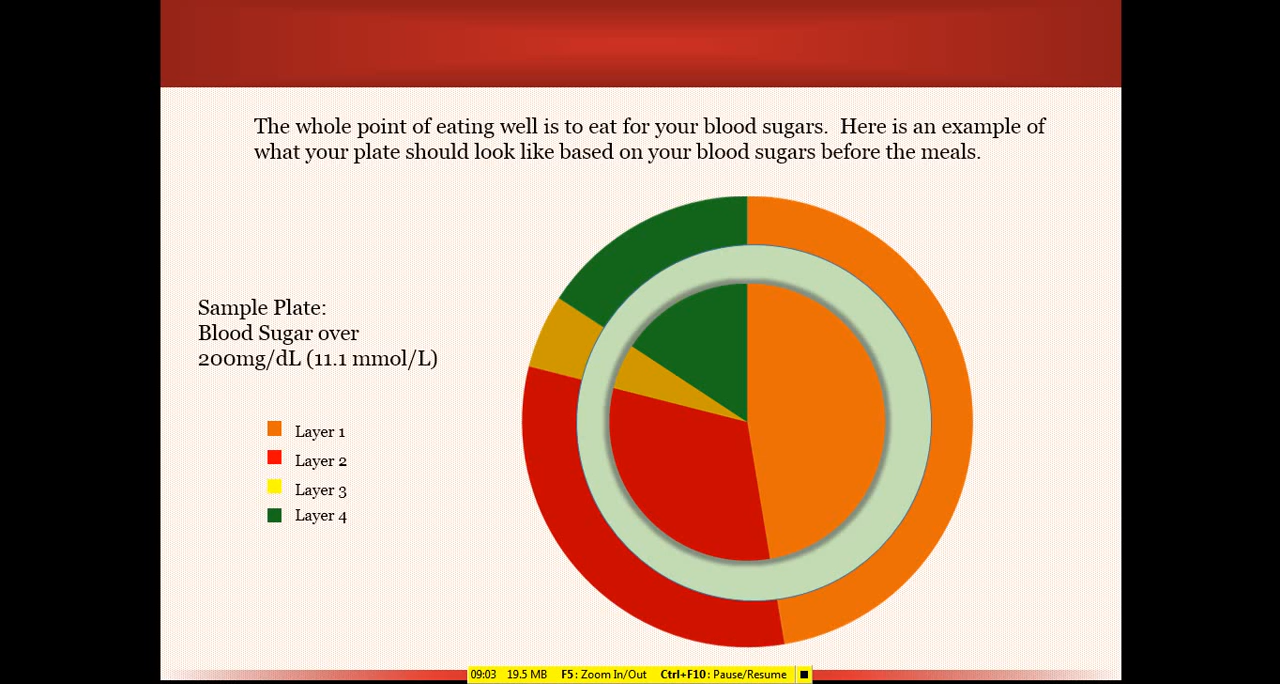 The whole point of eating well is to eat for your blood sugars.  Here is an example of
what your plate should look like based on your blood sugars before the meals.
Sample Plate:
Blood Sugar over
200mg/dL (11.1 mmol/L)
Layer 1
Layer 2
Layer 3
Layer 4
09:03 19.5 MB F5: Zoom In/Out Ctrl+F10: Pause/Resume